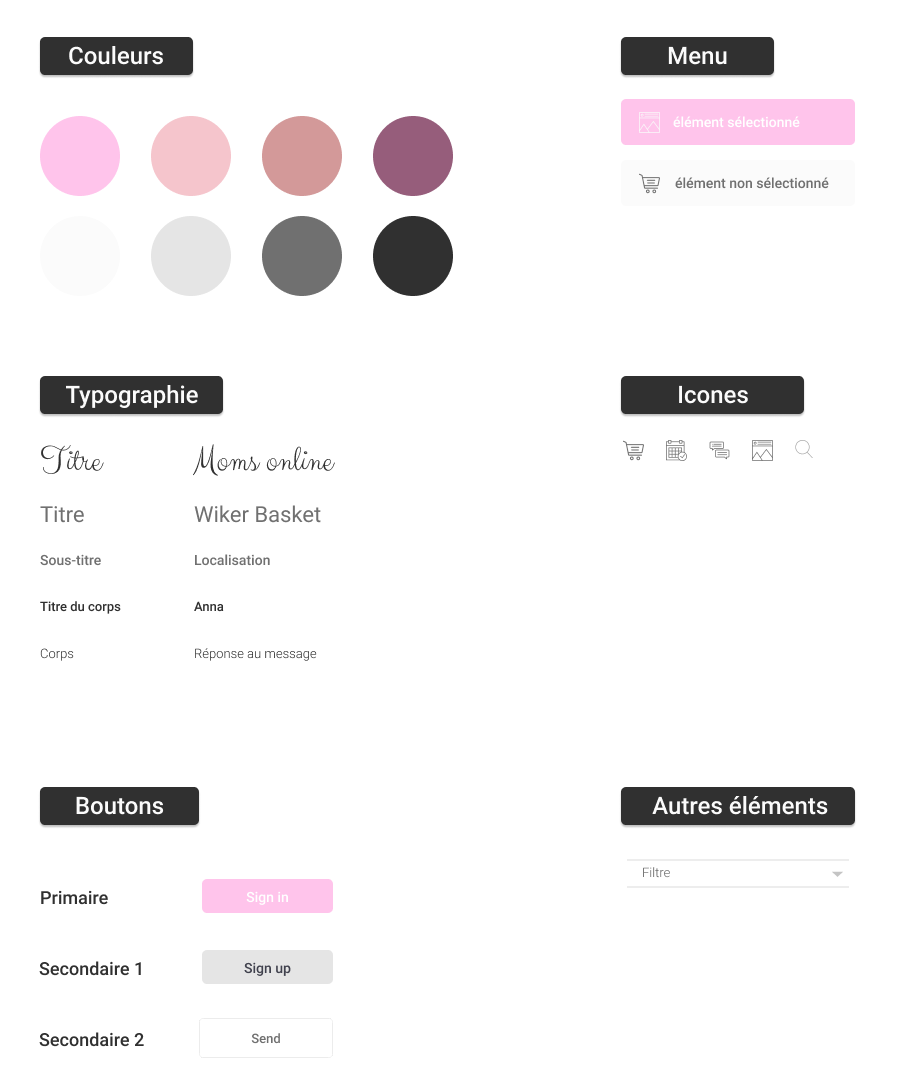 Couleurs
Menu
élément sélectionné
élément non sélectionné
Typographie
Icones
Titre
Moms online
Titre
Wiker Basket
Sous-titre
Localisation
Titre du corps
Anna
Corps
Réponse au message
Boutons
Autres éléments
Filtre
Primaire
Sign in
Secondaire 1
Sign up
Secondaire 2
Send